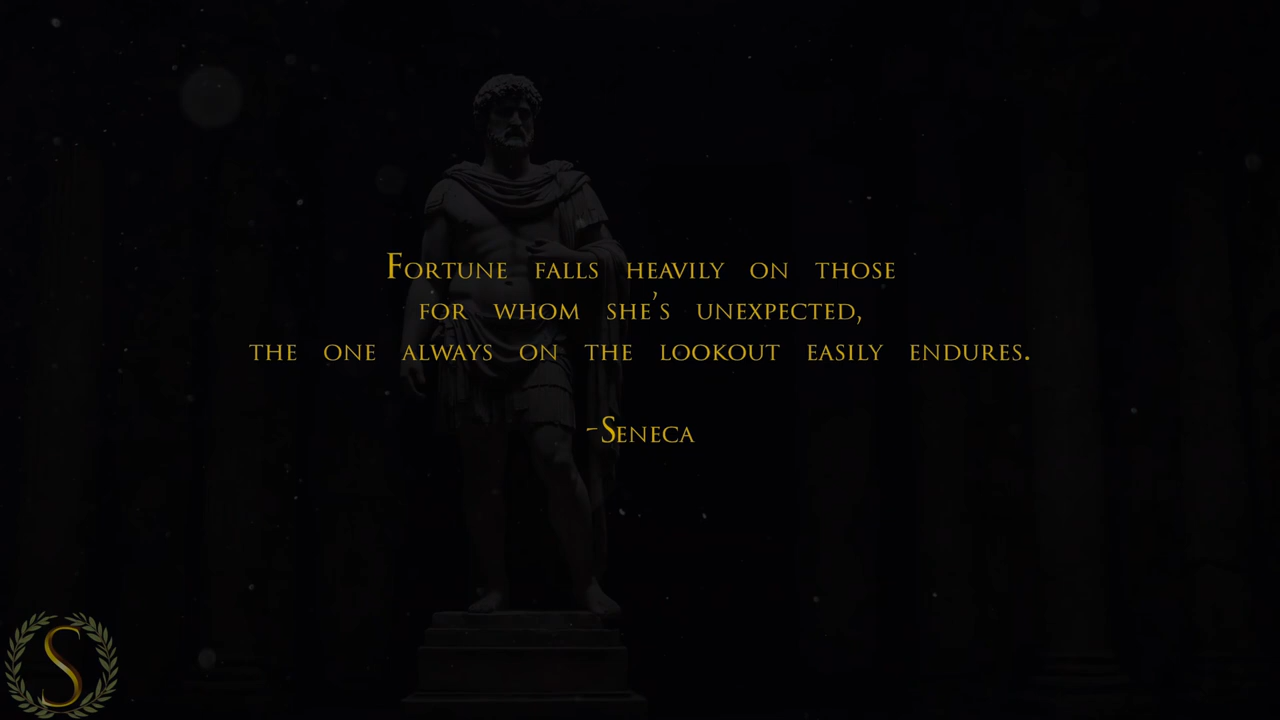 Fortune falls heavily on those
for whom she's unexpected,
the one always on the lookout easily endures.
-Seneca
S